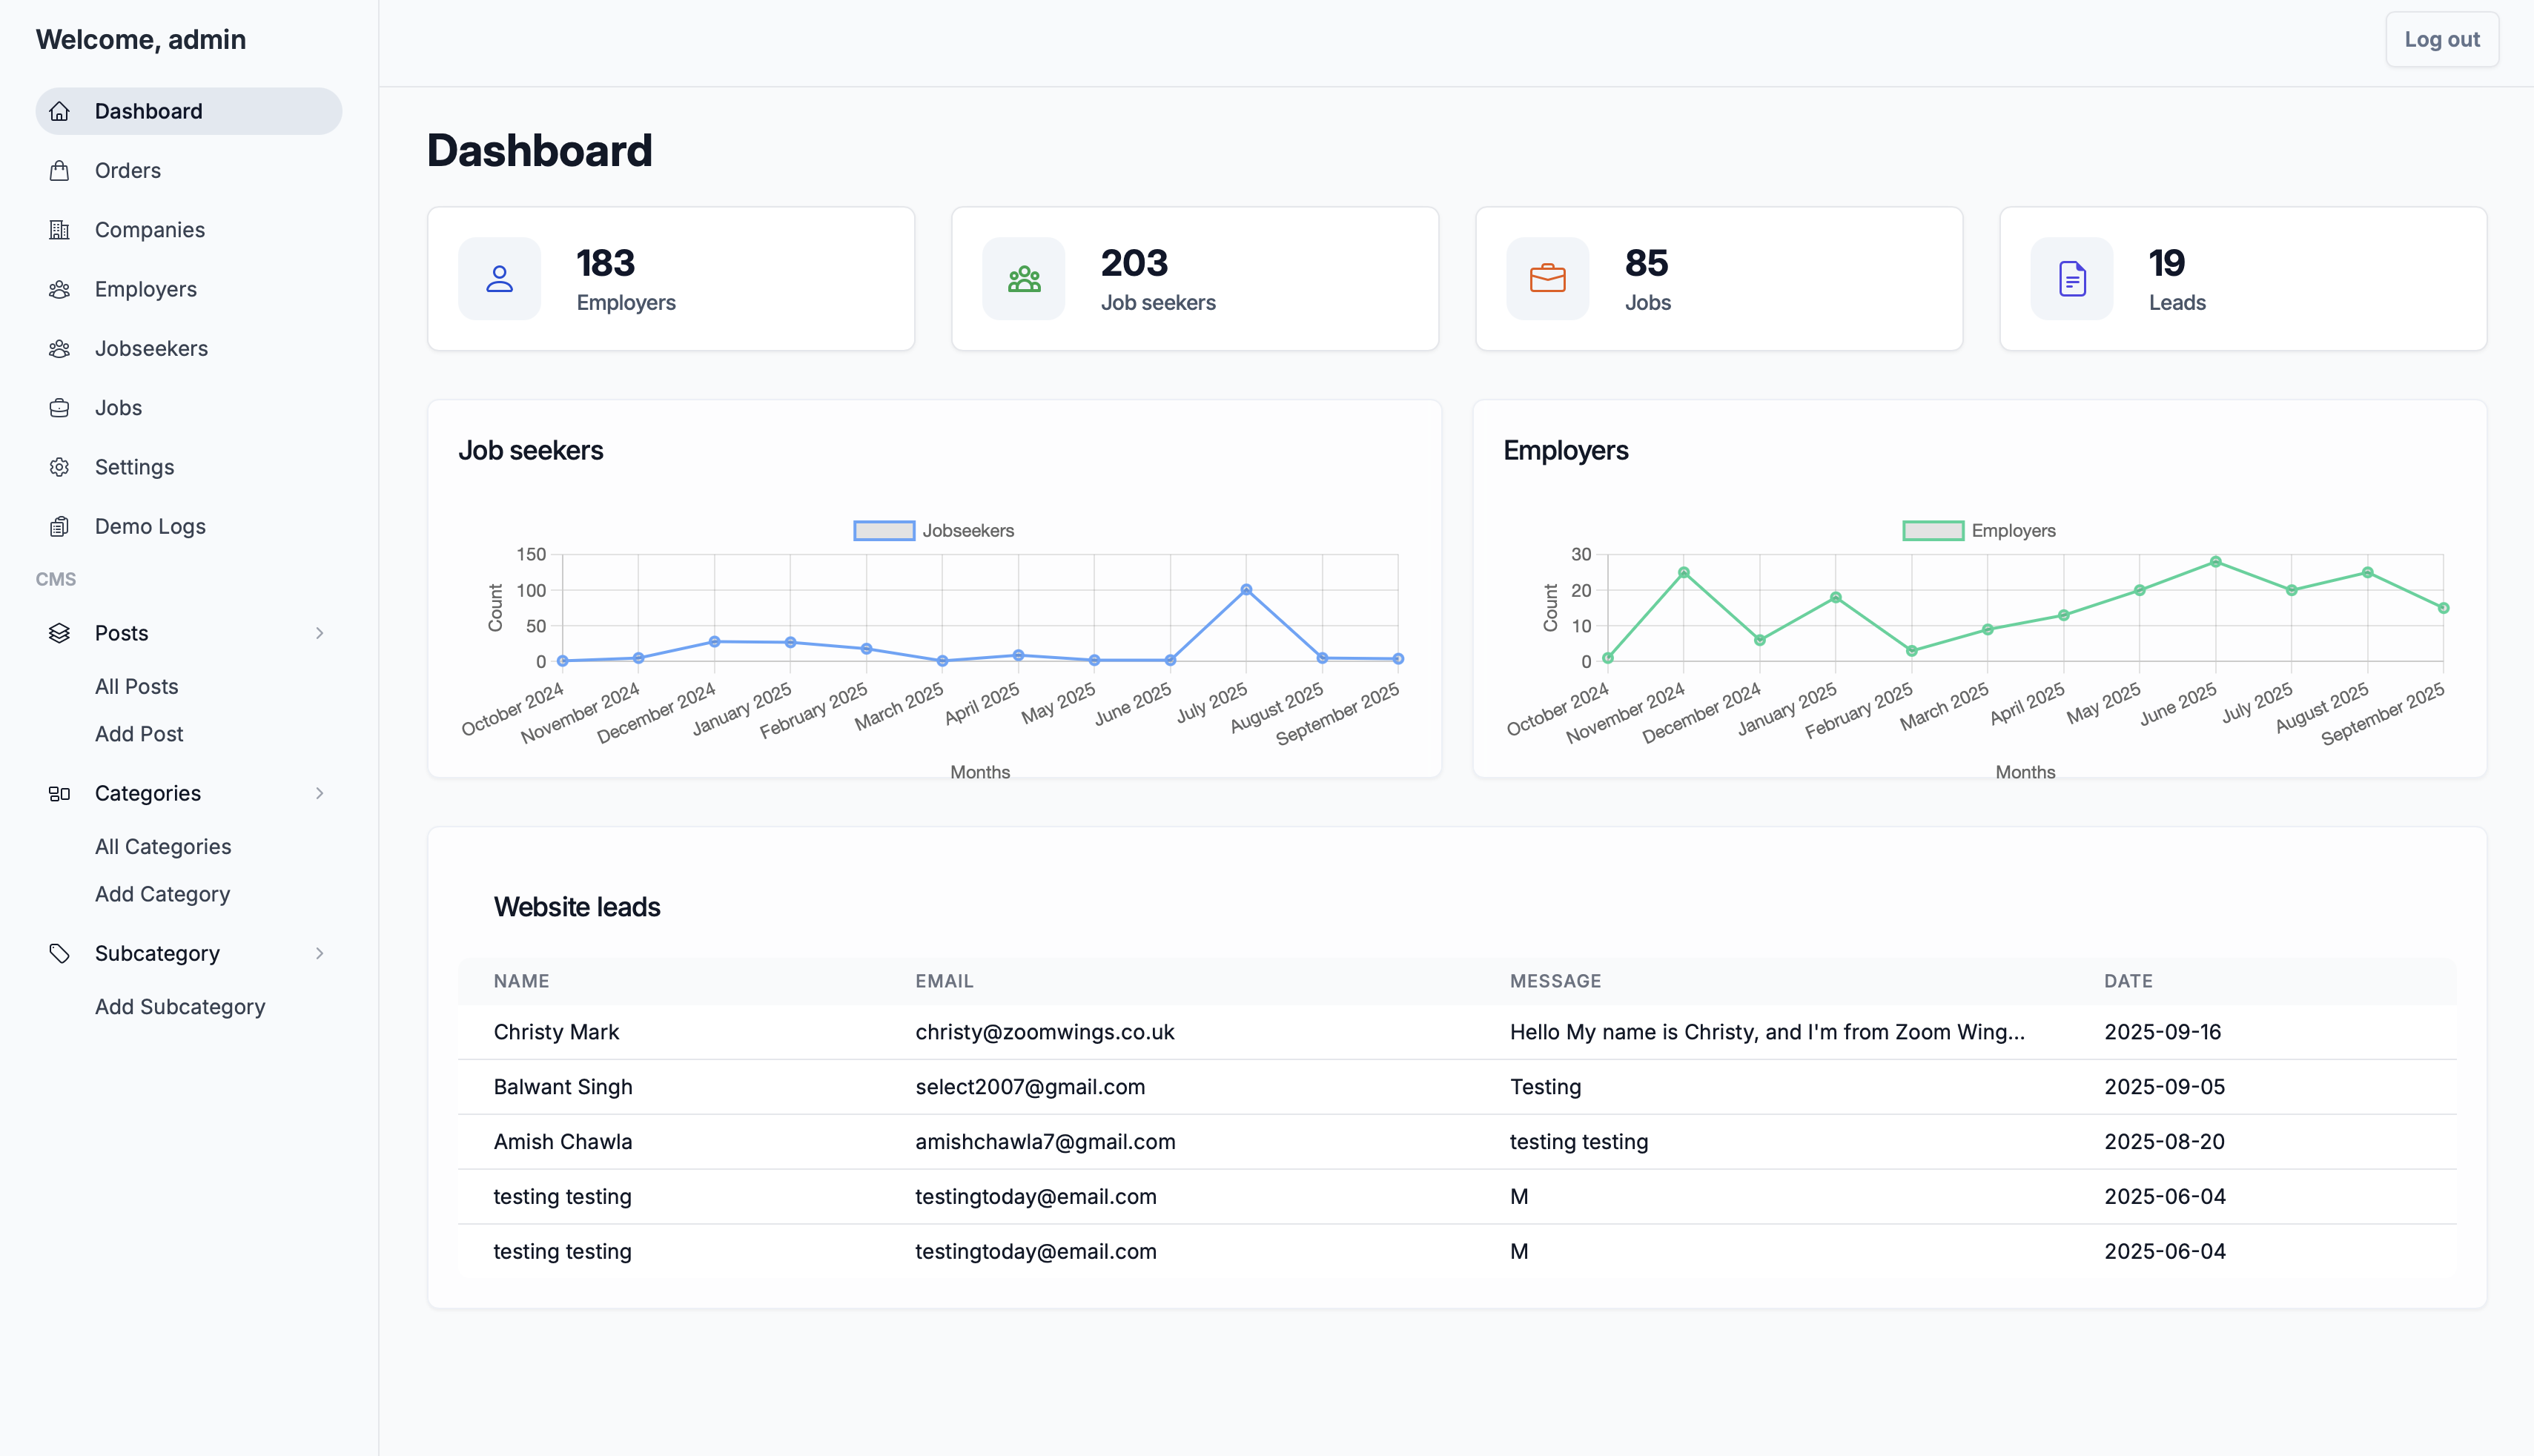 Welcome, admin
Log out
Dashboard
Orders
Companies
Employers
Jobseekers
Jobs
Settings
Demo Logs
CMS
Posts
All Posts
Add Post
Categories
All Categories
Add Category
Subcategory
Add Subcategory
Dashboard
183
Employers
203
Job seekers
85
Jobs
19
Leads
Job seekers
Jobseekers
150
100
50
0
Count
October 2024
November 2024
December 2024
January 2025
February 2025
March 2025
April 2025
May 2025
June 2025
July 2025
August 2025
September 2025
Months
Employers
Employers
30
20
10
0
Count
October 2024
November 2024
December 2024
January 2025
February 2025
March 2025
April 2025
May 2025
June 2025
July 2025
August 2025
September 2025
Months
Website leads
NAME EMAIL MESSAGE DATE
Christy Mark christy@zoomwings.co.uk Hello My name is Christy, and I'm from Zoom Wing... 2025-09-16
Balwant Singh select2007@gmail.com Testing 2025-09-05
Amish Chawla amishchawla7@gmail.com testing testing 2025-08-20
testing testing testingtoday@email.com M 2025-06-04
testing testing testingtoday@email.com M 2025-06-04